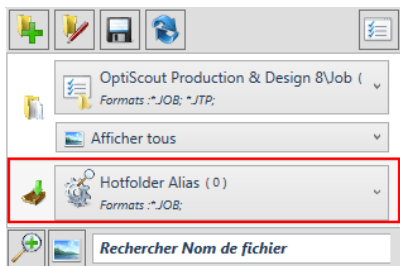 OptiScout Production & Design 8\Job (
Formats :*.JOB; *.JTP;
Afficher tous
Hotfolder Alias ( 0 )
Formats :*.JOB;
Rechercher Nom de fichier